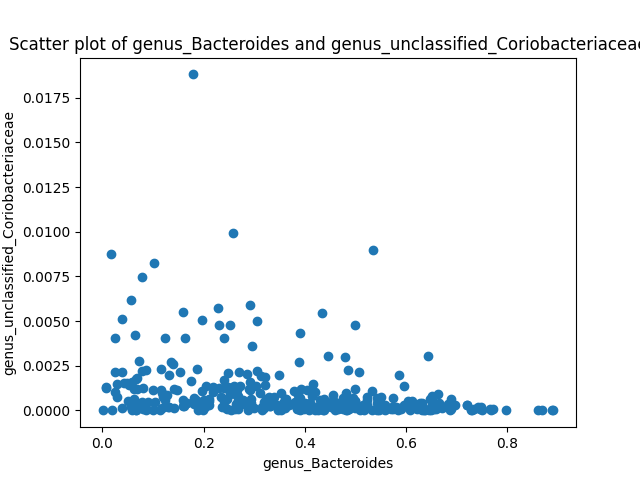 Scatter plot of genus_Bacteroides and genus_unclassified_Coriobacteriaceae
genus_unclassified_Coriobacteriaceae
0.0175
0.0150
0.0125
0.0100
0.0075
0.0050
0.0025
0.0000
0.0 0.2 0.4 0.6 0.8
genus_Bacteroides